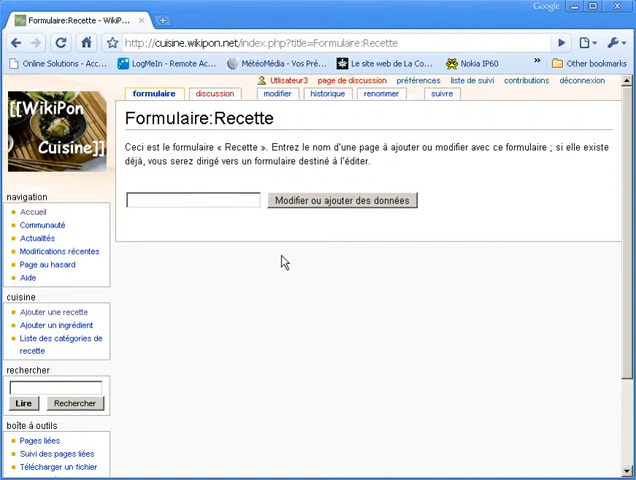 Formulaire:Recette - WikiPon...
Google
http://cuisine.wikipon.net/index.php?title=Formulaire:Recette
Online Solutions - Acc... LogMeIn - Remote Ac... MétéoMédia - Vos Pré... Le site web de La Co... Nokia IP60 » Other bookmarks
Utlisateur3 page de discussion préférences liste de suivi contributions déconnexion
formulaire discussion modifier historique renommer suivre
[[WikiPon
Cuisine]]
Formulaire:Recette
Ceci est le formulaire « Recette ». Entrez le nom d'une page à ajouter ou modifier avec ce formulaire ; si elle existe
déjà, vous serez dirigé vers un formulaire destiné à l'éditer.
Modifier ou ajouter des données
navigation
Accueil
Communauté
Actualités
Modifications récentes
Page au hasard
Aide
cuisine
Ajouter une recette
Ajouter un ingrédient
Liste des catégories de
recette
rechercher
Lire Rechercher
boîte à outils
Pages liées
Suivi des pages liées
Télécharger un fichier